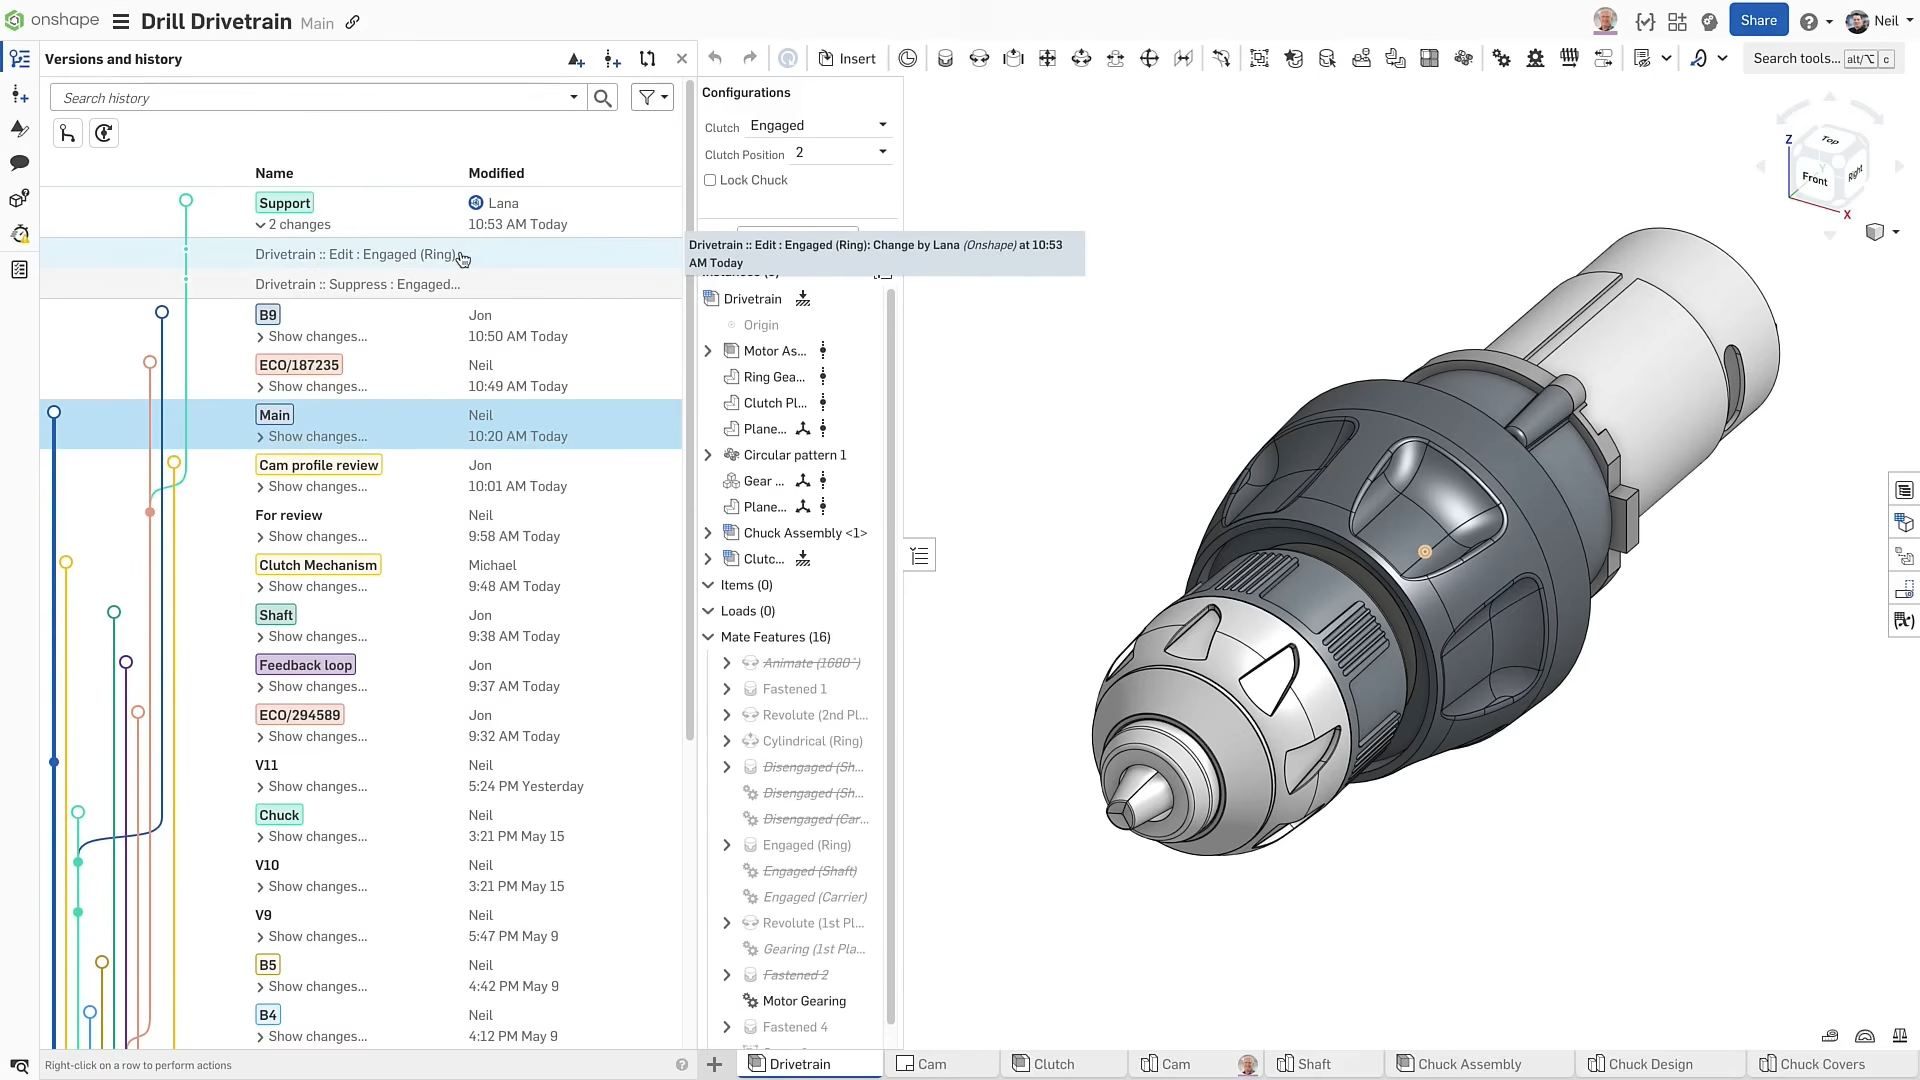 onshape Drill Drivetrain Main
Share Neil
Versions and history
Insert
Search tools... alt/⌥ c
Search history
Name Modified
Support Lana
2 changes 10:53 AM Today
Drivetrain :: Edit : Engaged (Ring)
Drivetrain :: Suppress : Engaged...
B9 Jon
Show changes... 10:50 AM Today
ECO/187235 Neil
Show changes... 10:49 AM Today
Main Neil
Show changes... 10:20 AM Today
Cam profile review Jon
Show changes... 10:01 AM Today
For review Neil
Show changes... 9:58 AM Today
Clutch Mechanism Michael
Show changes... 9:48 AM Today
Shaft Jon
Show changes... 9:38 AM Today
Feedback loop Jon
Show changes... 9:37 AM Today
ECO/294589 Jon
Show changes... 9:32 AM Today
V11 Neil
Show changes... 5:24 PM Yesterday
Chuck Neil
Show changes... 3:21 PM May 15
V10 Neil
Show changes... 3:21 PM May 15
V9 Neil
Show changes... 5:47 PM May 9
B5 Neil
Show changes... 4:42 PM May 9
B4 Neil
Show changes... 4:12 PM May 9
Right-click on a row to perform actions
Configurations
Clutch Engaged
Clutch Position 2
Lock Chuck
Drivetrain :: Edit : Engaged (Ring): Change by Lana (Onshape) at 10:53
AM Today
Drivetrain
Origin
Motor As...
Ring Gea...
Clutch Pl...
Plane...
Circular pattern 1
Gear ...
Plane...
Chuck Assembly <1>
Clutc...
Items (0)
Loads (0)
Mate Features (16)
Animate (1680°)
Fastened 1
Revolute (2nd Pl...
Cylindrical (Ring)
Disengaged (Sh...
Disengaged (Sh...
Disengaged (Car...
Engaged (Ring)
Engaged (Shaft)
Engaged (Carrier)
Revolute (1st Pl...
Gearing (1st Pla...
Fastened 2
Motor Gearing
Fastened 4
Z
Top
Front
Right
X
Drivetrain Cam Clutch Cam Shaft Chuck Assembly Chuck Design Chuck Covers